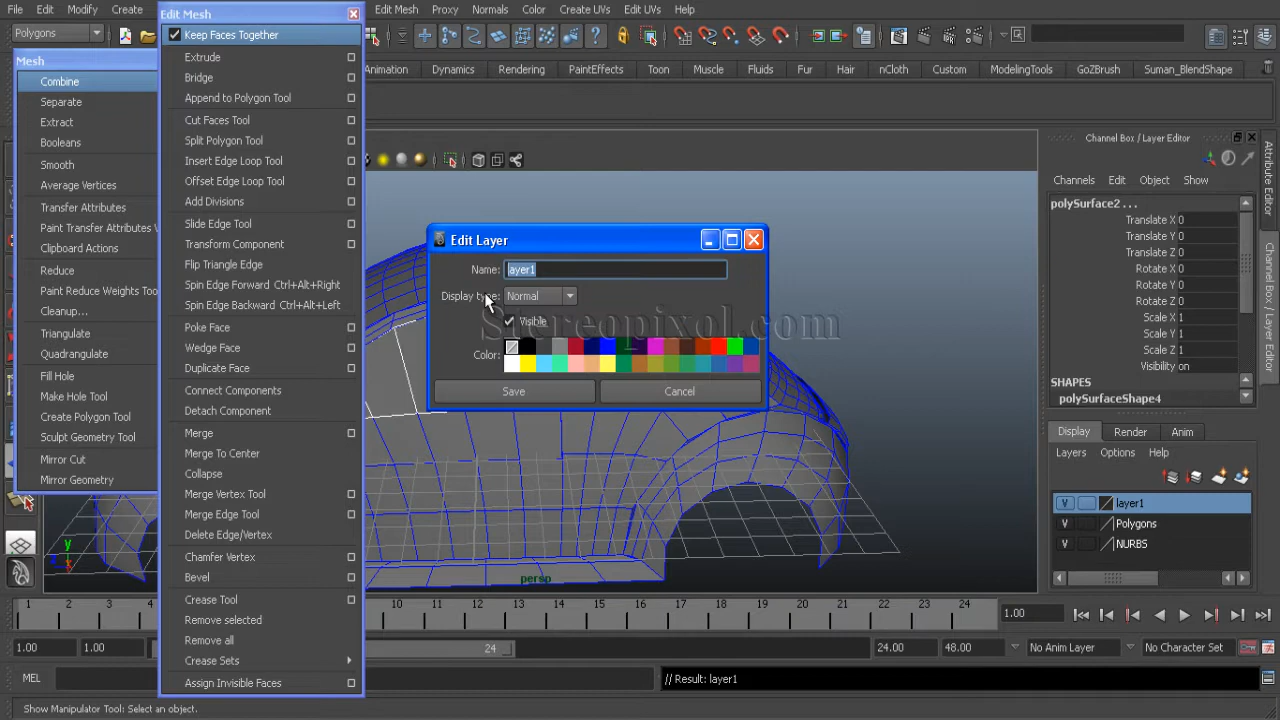 File Edit Modify Create Edit Mesh Proxy Normals Color Create UVs Edit UVs Help
Polygons
Animation Dynamics Rendering PaintEffects Toon Muscle Fluids Fur Hair nCloth Custom ModelingTools GoZBrush Suman_BlendShape
Mesh
Combine
Separate
Extract
Booleans
Smooth
Average Vertices
Transfer Attributes
Paint Transfer Attributes
Clipboard Actions
Reduce
Paint Reduce Weights Too
Cleanup...
Triangulate
Quadrangulate
Fill Hole
Make Hole Tool
Create Polygon Tool
Sculpt Geometry Tool
Mirror Cut
Mirror Geometry
Edit Mesh
Keep Faces Together
Extrude
Bridge
Append to Polygon Tool
Cut Faces Tool
Split Polygon Tool
Insert Edge Loop Tool
Offset Edge Loop Tool
Add Divisions
Slide Edge Tool
Transform Component
Flip Triangle Edge
Spin Edge Forward Ctrl+Alt+Right
Spin Edge Backward Ctrl+Alt+Left
Poke Face
Wedge Face
Duplicate Face
Connect Components
Detach Component
Merge
Merge To Center
Collapse
Merge Vertex Tool
Merge Edge Tool
Delete Edge/Vertex
Chamfer Vertex
Bevel
Crease Tool
Remove selected
Remove all
Crease Sets
Assign Invisible Faces
Edit Layer
Name: layer1
Display type: Normal
Visible
Color:
Save Cancel
Stereopixol.com
persp
y
Channel Box / Layer Editor
Channels Edit Object Show
polySurface2 ...
Translate X 0
Translate Y 0
Translate Z 0
Rotate X 0
Rotate Y 0
Rotate Z 0
Scale X 1
Scale Y 1
Scale Z 1
Visibility on
SHAPES
polySurfaceShape4
Display Render Anim
Layers Options Help
V layer1
V Polygons
V NURBS
Attribute Editor
Channel Box / Layer Editor
1 2 3 4 10 11 12 13 14 15 16 17 18 19 20 21 22 23 24 1.00
1.00 1.00 24 24.00 48.00 No Anim Layer No Character Set
MEL // Result: layer1
Show Manipulator Tool: Select an object.